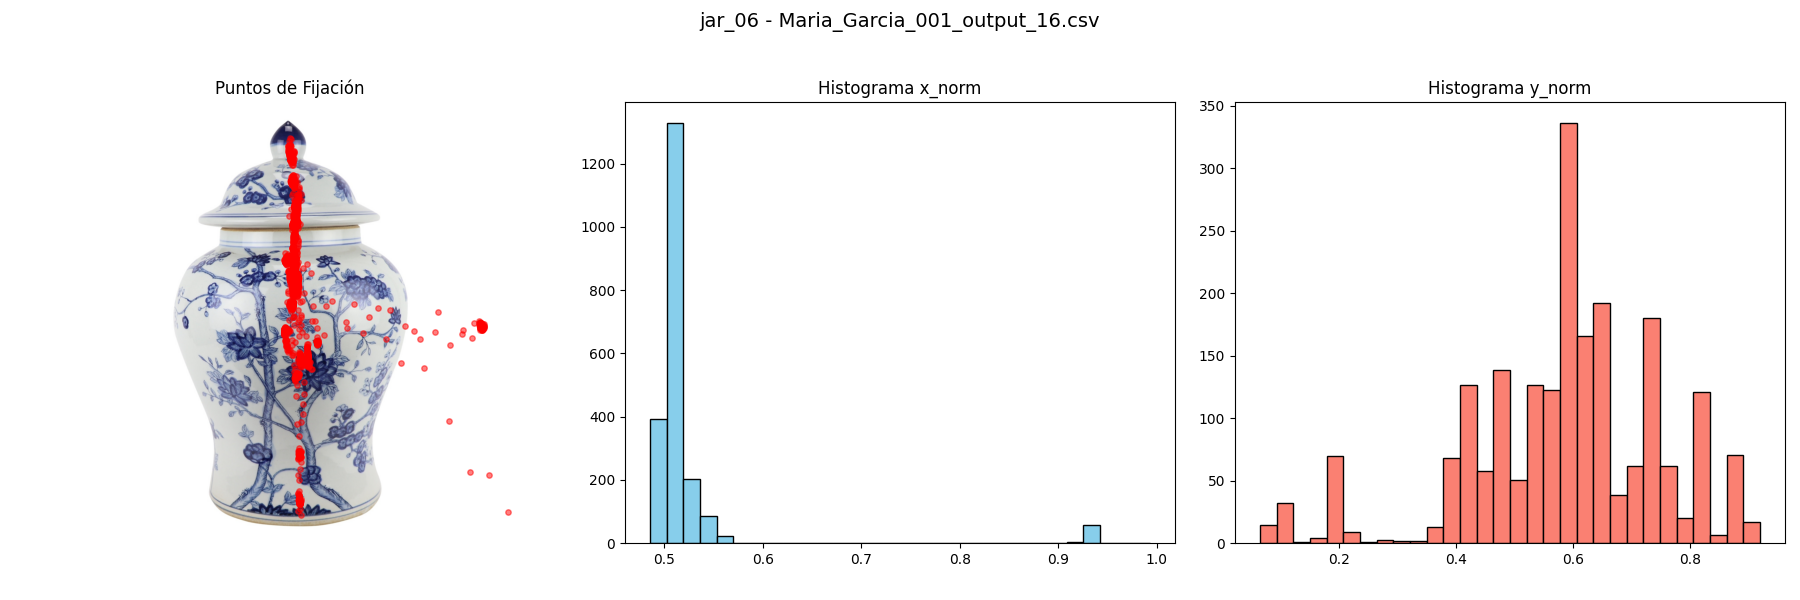 jar_06 - Maria_Garcia_001_output_16.csv
Puntos de Fijación
Histograma x_norm
1200
1000
800
600
400
200
0
0.5 0.6 0.7 0.8 0.9 1.0
Histograma y_norm
350
300
250
200
150
100
50
0
0.2 0.4 0.6 0.8